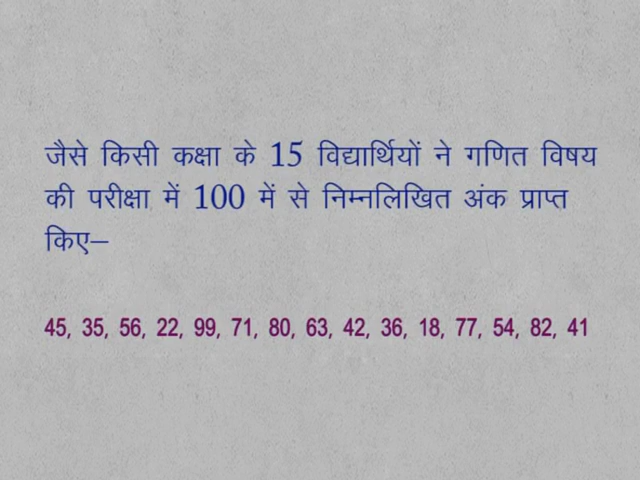 जैसे किसी कक्षा के 15 विद्यार्थियों ने गणित विषय
की परीक्षा में 100 में से निम्नलिखित अंक प्राप्त
किए–
45, 35, 56, 22, 99, 71, 80, 63, 42, 36, 18, 77, 54, 82, 41